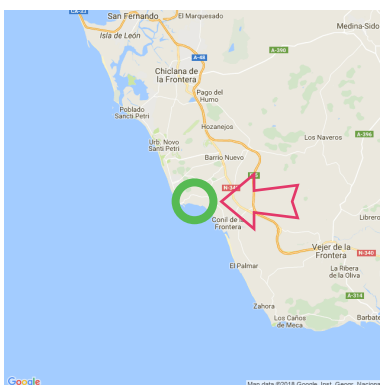 CA-33
San Fernando
El Marquesado
Isla de León
Medina-Sido
A-390
A-48
Chiclana de
la Frontera
Pago del
Humo
Poblado
Sancti Petri
Hozanejos
Los Naveros
A-396
Urb. Novo
Santi Petri
Barrio Nuevo
N-340
Conil de la
Frontera
Librero
Vejer de la
Frontera
N-340
El Palmar
La Ribera
de la Oliva
A-314
Zahora
Los Caños
de Meca
Barbate
Google
Map data ©2018 Google, Inst. Geogr. Nacional